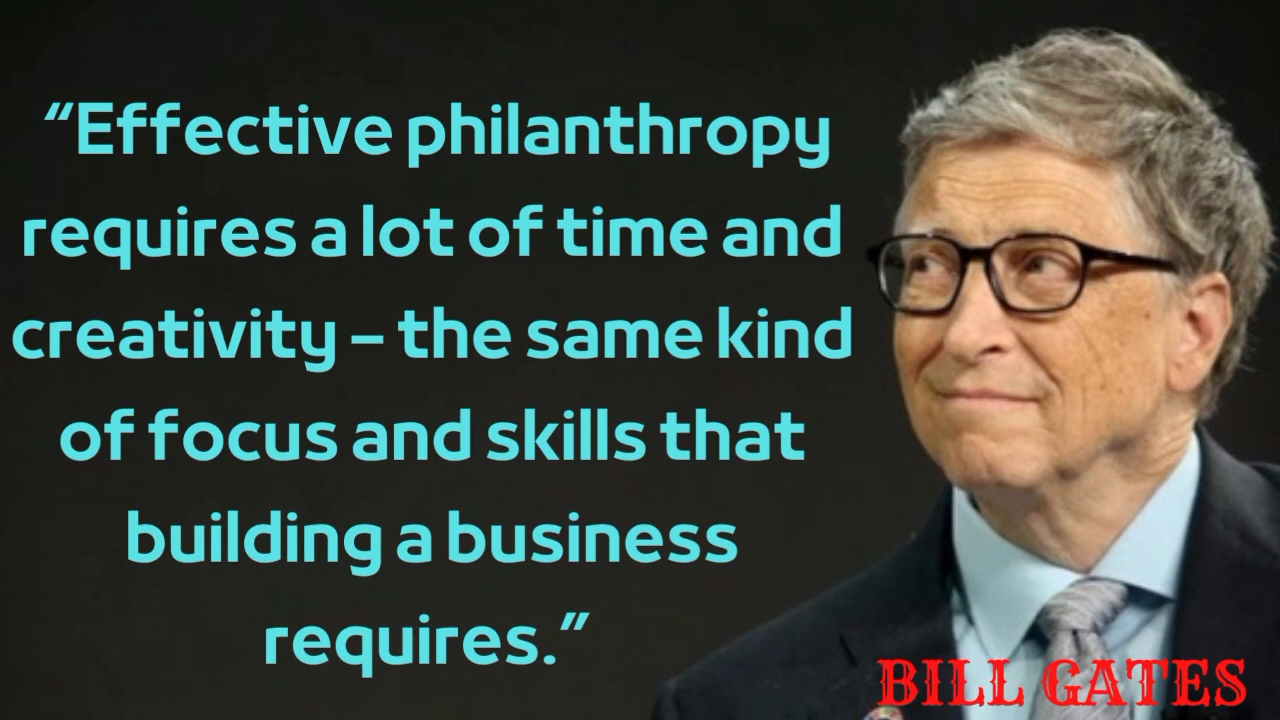 “Effective philanthropy
requires a lot of time and
creativity – the same kind
of focus and skills that
building a business
requires.”
BILL GATES